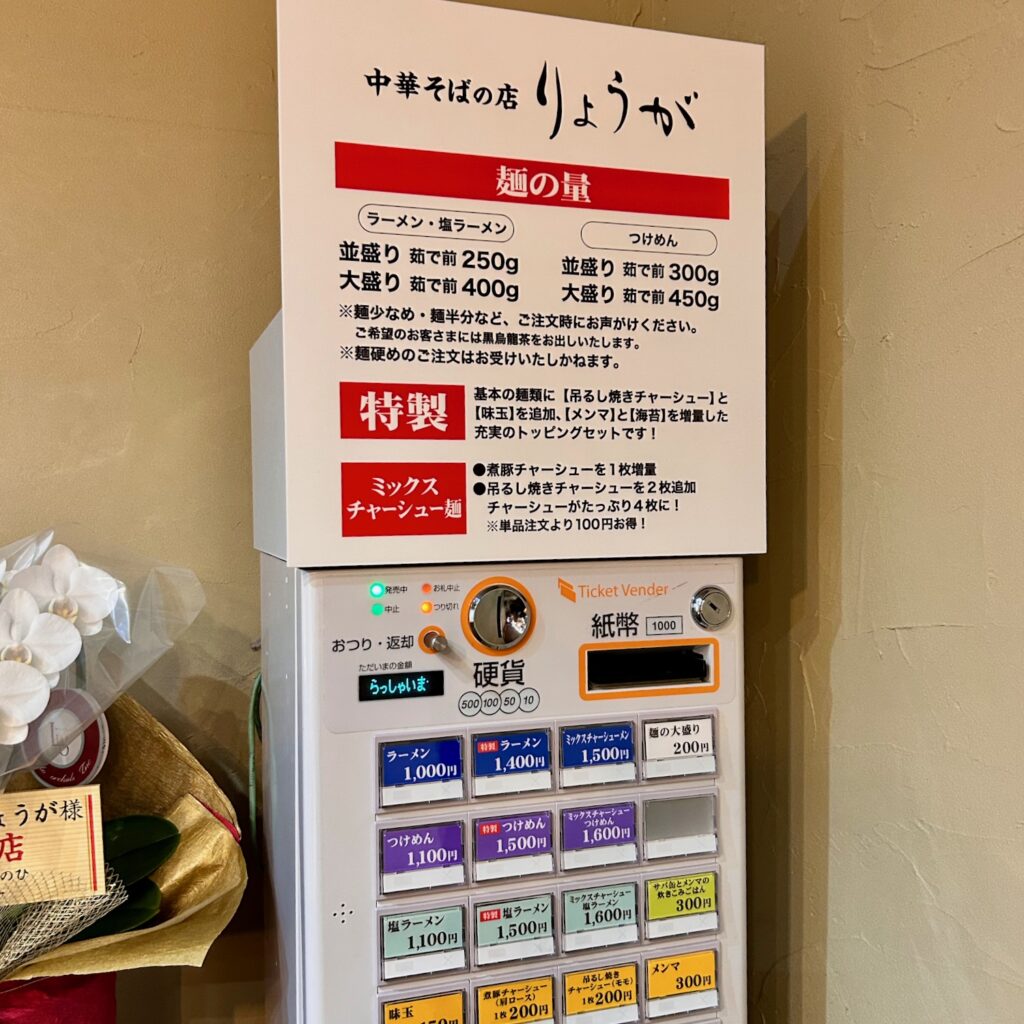 中華そばの店 りょうが
麺の量
ラーメン・塩ラーメン
並盛り 茹で前 250g
大盛り 茹で前 400g
つけめん
並盛り 茹で前 300g
大盛り 茹で前 450g
※麺少なめ・麺半分など、ご注文時にお声がけください。
ご希望のお客さまには黒烏龍茶をお出しいたします。
※麺硬めのご注文はお受けいたしかねます。
特製
基本の麺類に【吊るし焼きチャーシュー】と
【味玉】を追加、【メンマ】と【海苔】を増量した
充実のトッピングセットです！
ミックス
チャーシュー麺
●煮豚チャーシューを1枚増量
●吊るし焼きチャーシューを2枚追加
チャーシューがたっぷり4枚に！
※単品注文より100円お得！
発売中 お札中止
中止 つり切れ
おつり・返却
ただいまの金額
らっしゃいま
硬貨
500 100 50 10
Ticket Vender
紙幣 1000
ラーメン
1,000円
特製 ラーメン
1,400円
ミックスチャーシューメン
1,500円
麺の大盛り
200円
つけめん
1,100円
特製 つけめん
1,500円
ミックスチャーシュー
つけめん
1,600円
塩ラーメン
1,100円
特製 塩ラーメン
1,500円
ミックスチャーシュー
塩ラーメン
1,600円
サバ缶とメンマの
炊きこみごはん
300円
味玉
煮豚チャーシュー
(肩ロース)
1枚200円
吊るし焼き
チャーシュー(モモ)
1枚200円
メンマ
300円
うが様
店
のひ